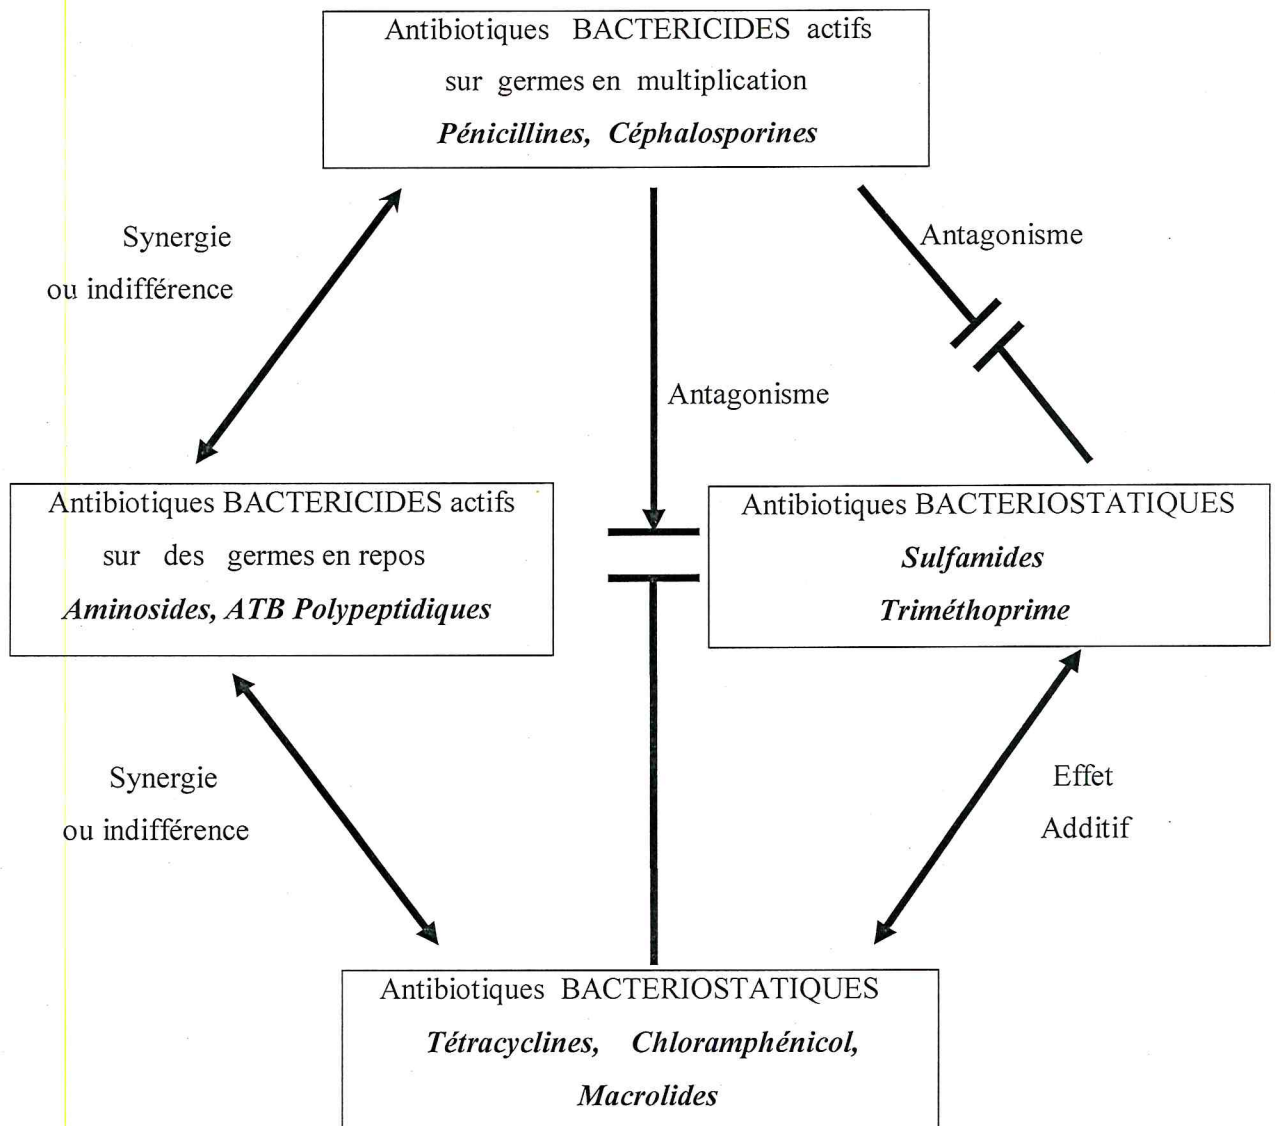 Antibiotiques BACTERICIDES actifs
sur germes en multiplication
Pénicillines, Céphalosporines
Synergie
ou indifférence
Antagonisme
Antagonisme
Antibiotiques BACTERICIDES actifs
sur des germes en repos
Aminosides, ATB Polypeptidiques
Antibiotiques BACTERIOSTATIQUES
Sulfamides
Triméthoprime
Synergie
ou indifférence
Effet
Additif
Antibiotiques BACTERIOSTATIQUES
Tétracyclines, Chloramphénicol,
Macrolides